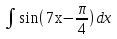 ∫ sin(7x−π/4) dx